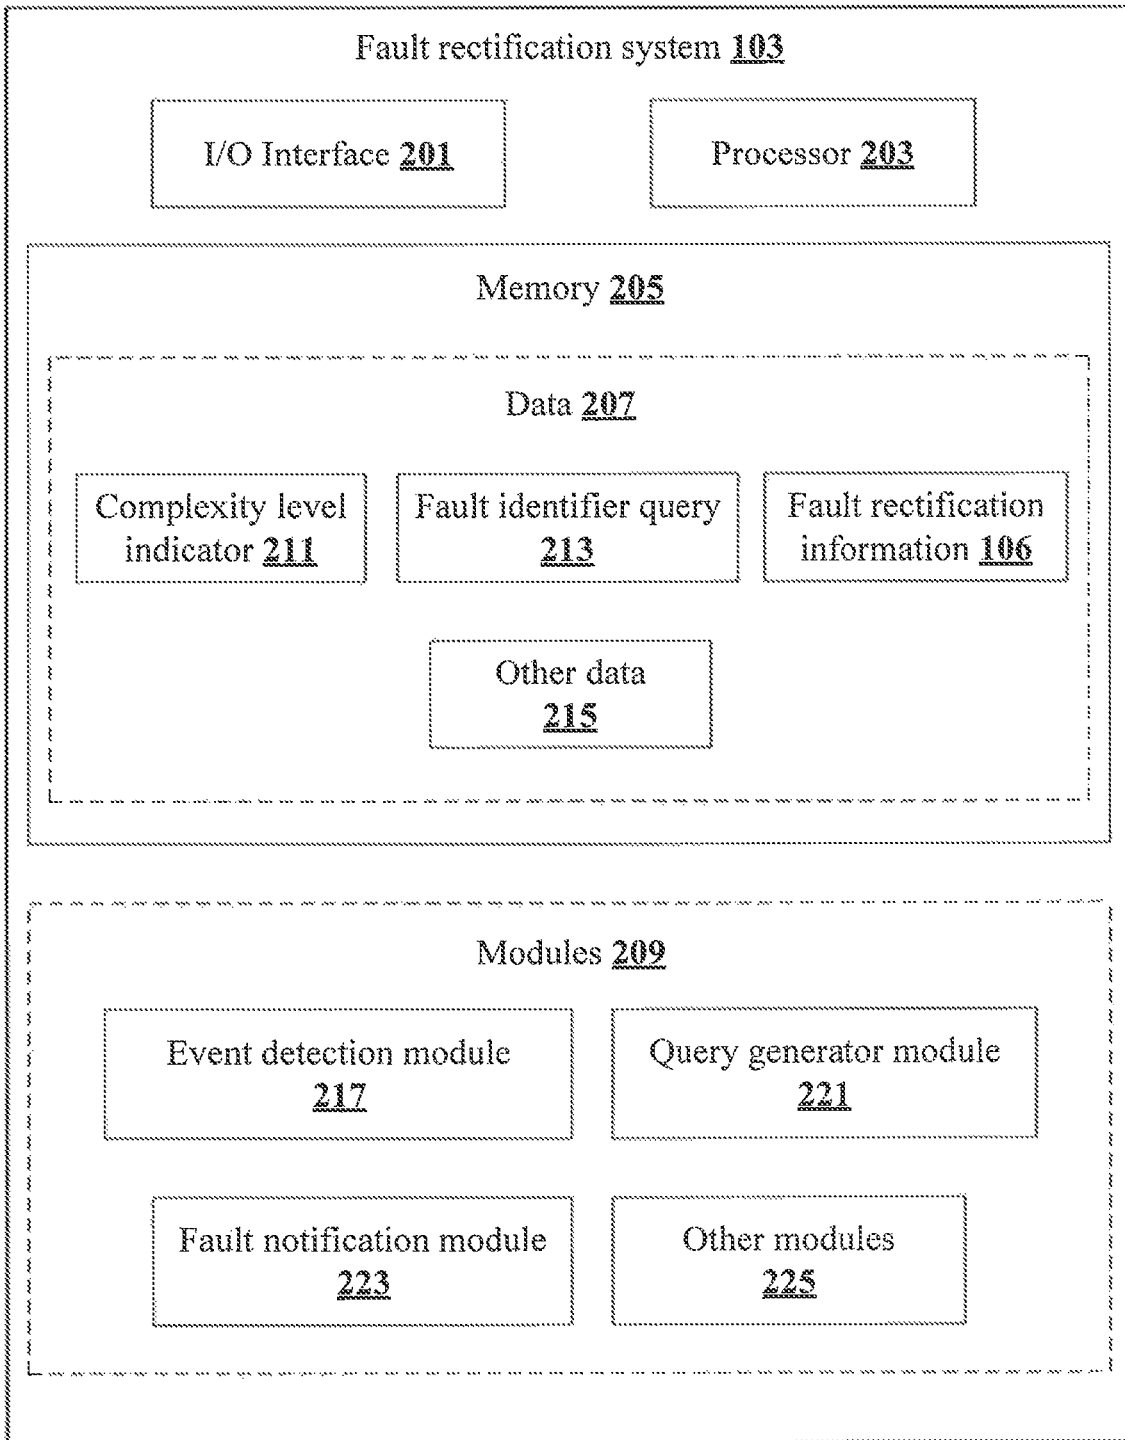 Fault rectification system 103
I/O Interface 201
Processor 203
Memory 205
Data 207
Complexity level
indicator 211
Fault identifier query
213
Fault rectification
information 106
Other data
215
Modules 209
Event detection module
217
Query generator module
221
Fault notification module
223
Other modules
225